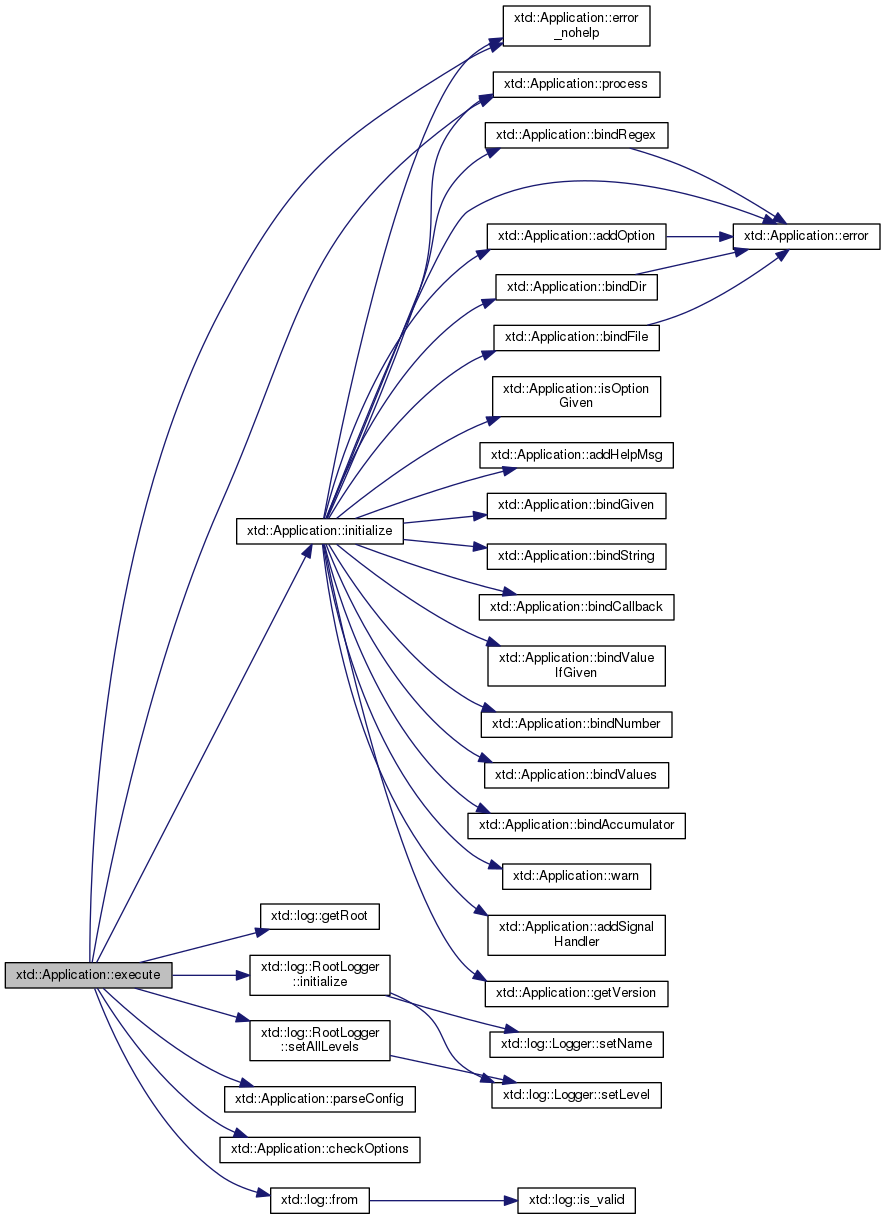 xtd::Application::error
_nohelp
xtd::Application::process
xtd::Application::bindRegex
xtd::Application::addOption
xtd::Application::error
xtd::Application::bindDir
xtd::Application::bindFile
xtd::Application::isOption
Given
xtd::Application::addHelpMsg
xtd::Application::bindGiven
xtd::Application::initialize
xtd::Application::bindString
xtd::Application::bindCallback
xtd::Application::bindValue
IfGiven
xtd::Application::bindNumber
xtd::Application::bindValues
xtd::Application::bindAccumulator
xtd::Application::warn
xtd::log::getRoot
xtd::Application::addSignal
Handler
xtd::Application::execute
xtd::log::RootLogger
::initialize
xtd::Application::getVersion
xtd::log::RootLogger
::setAllLevels
xtd::log::Logger::setName
xtd::Application::parseConfig
xtd::log::Logger::setLevel
xtd::Application::checkOptions
xtd::log::from
xtd::log::is_valid